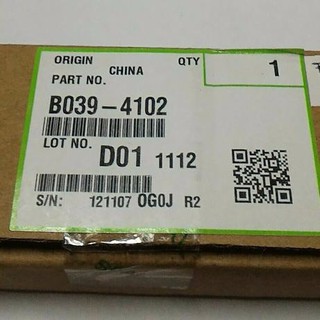 ORIGIN CHINA QTY 1
PART NO.
B039-4102
LOT NO. D01 1112
S/N: 121107 OG0J R2